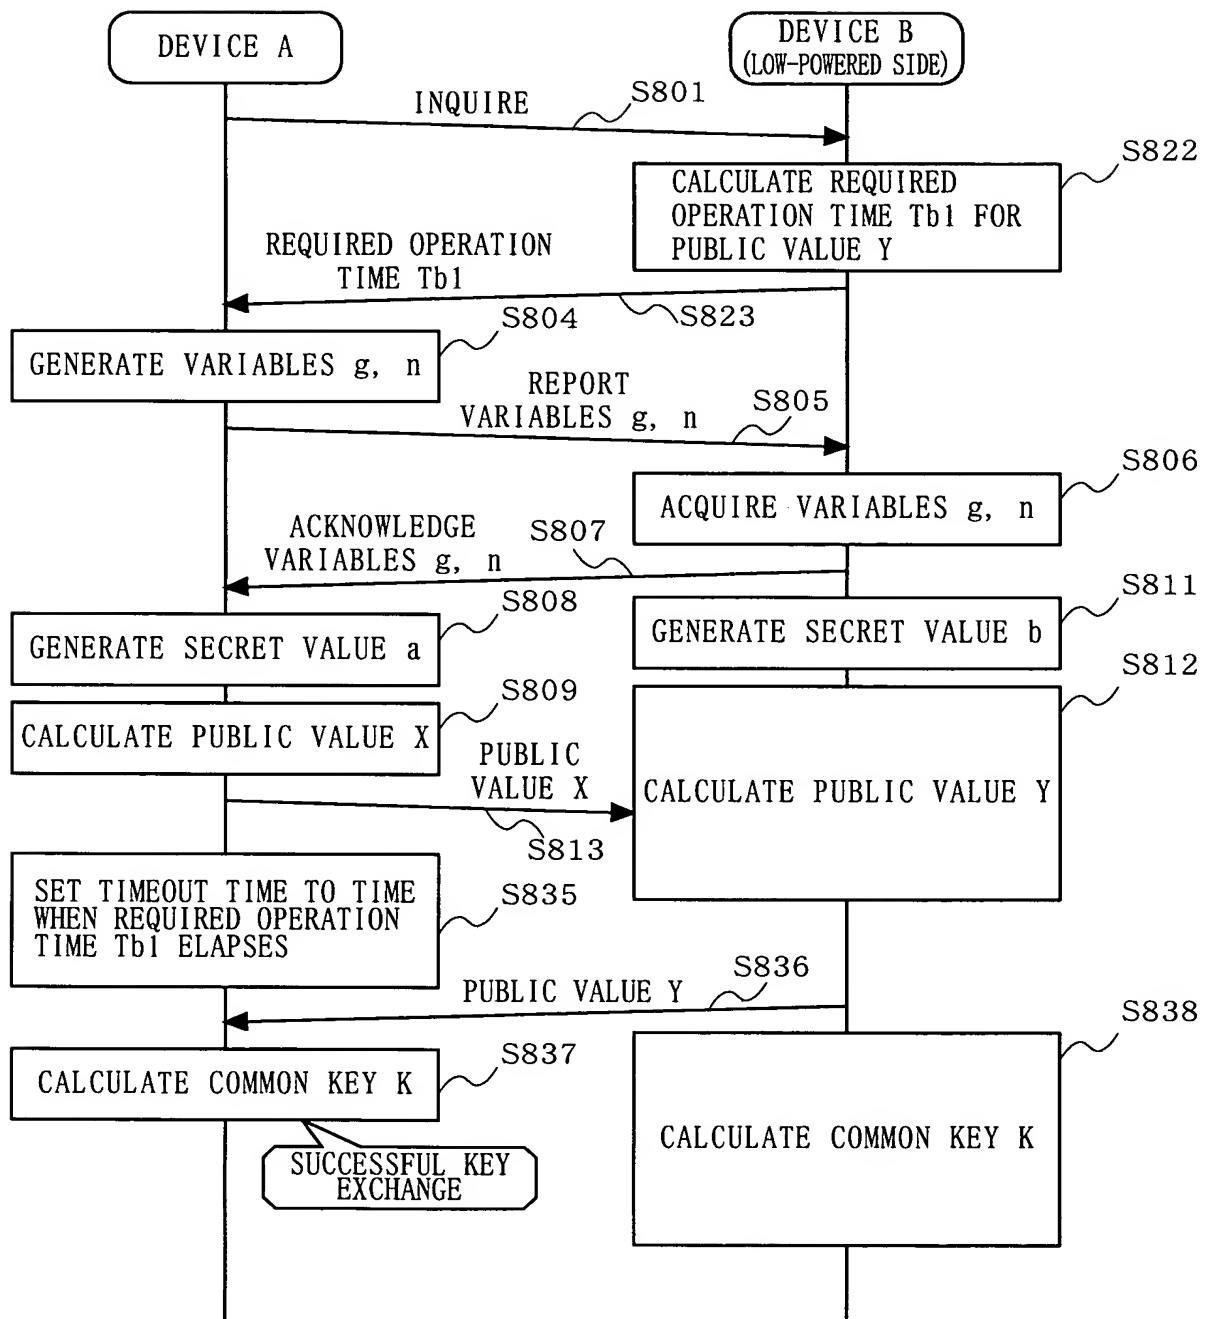 DEVICE A
DEVICE B
(LOW-POWERED SIDE)
INQUIRE
S801
S822
CALCULATE REQUIRED
OPERATION TIME Tb1 FOR
PUBLIC VALUE Y
REQUIRED OPERATION
TIME Tb1
S823
S804
GENERATE VARIABLES g, n
REPORT
VARIABLES g, n
S805
S806
ACQUIRE VARIABLES g, n
ACKNOWLEDGE
VARIABLES g, n
S807
S808
GENERATE SECRET VALUE a
S811
GENERATE SECRET VALUE b
S809
CALCULATE PUBLIC VALUE X
S812
CALCULATE PUBLIC VALUE Y
PUBLIC
VALUE X
S813
S835
SET TIMEOUT TIME TO TIME
WHEN REQUIRED OPERATION
TIME Tb1 ELAPSES
PUBLIC VALUE Y
S836
S837
CALCULATE COMMON KEY K
SUCCESSFUL KEY
EXCHANGE
S838
CALCULATE COMMON KEY K